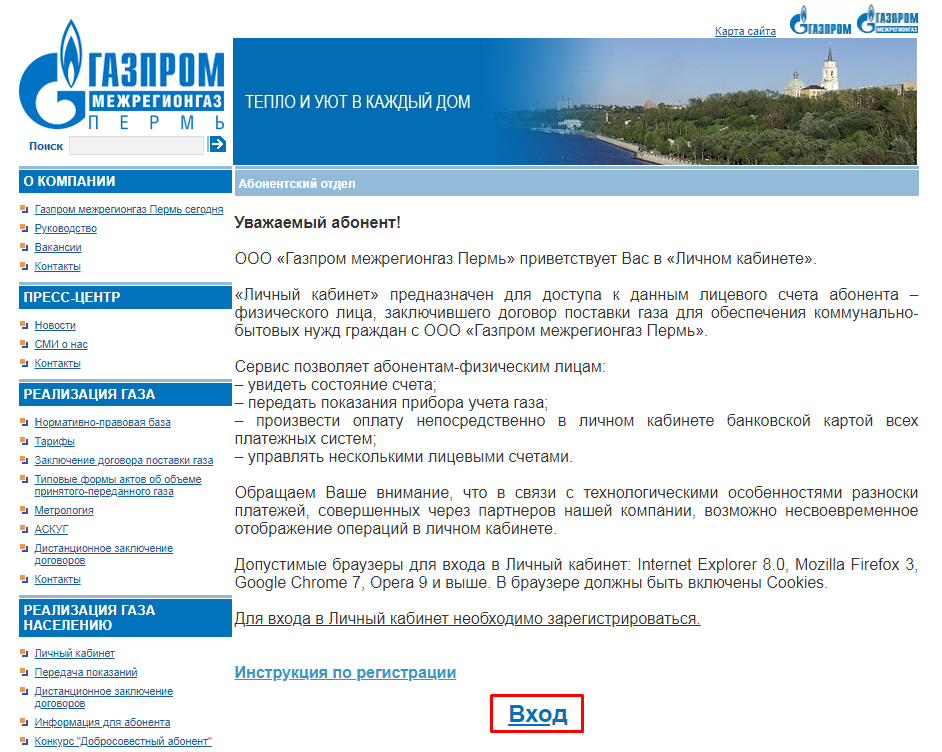 Карта сайта
ГАЗПРОМ
ГАЗПРОМ
МЕЖРЕГИОНГАЗ
ГАЗПРОМ
МЕЖРЕГИОНГАЗ
ПЕРМЬ
ТЕПЛО И УЮТ В КАЖДЫЙ ДОМ
Поиск
О КОМПАНИИ
Газпром межрегионгаз Пермь сегодня
Руководство
Вакансии
Контакты
ПРЕСС-ЦЕНТР
Новости
СМИ о нас
Контакты
РЕАЛИЗАЦИЯ ГАЗА
Нормативно-правовая база
Тарифы
Заключение договора поставки газа
Типовые формы актов об объеме
принятого-переданного газа
Метрология
АСКУГ
Дистанционное заключение
договоров
Контакты
РЕАЛИЗАЦИЯ ГАЗА
НАСЕЛЕНИЮ
Личный кабинет
Передача показаний
Дистанционное заключение
договоров
Информация для абонента
Конкурс "Добросовестный абонент"
Абонентский отдел
Уважаемый абонент!
ООО «Газпром межрегионгаз Пермь» приветствует Вас в «Личном кабинете».
«Личный кабинет» предназначен для доступа к данным лицевого счета абонента –
физического лица, заключившего договор поставки газа для обеспечения коммунально-
бытовых нужд граждан с ООО «Газпром межрегионгаз Пермь».
Сервис позволяет абонентам-физическим лицам:
– увидеть состояние счета;
– передать показания прибора учета газа;
– произвести оплату непосредственно в личном кабинете банковской картой всех
платежных систем;
– управлять несколькими лицевыми счетами.
Обращаем Ваше внимание, что в связи с технологическими особенностями разноски
платежей, совершенных через партнеров нашей компании, возможно несвоевременное
отображение операций в личном кабинете.
Допустимые браузеры для входа в Личный кабинет: Internet Explorer 8.0, Mozilla Firefox 3,
Google Chrome 7, Opera 9 и выше. В браузере должны быть включены Cookies.
Для входа в Личный кабинет необходимо зарегистрироваться.
Инструкция по регистрации
Вход